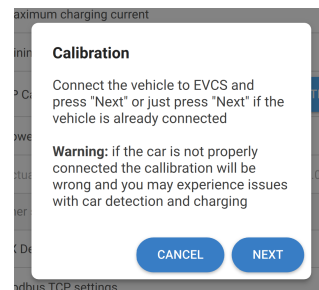 aximum charging current
Calibration
Connect the vehicle to EVCS and
press "Next" or just press "Next" if the
vehicle is already connected
Warning: if the car is not properly
connected the callibration will be
wrong and you may experience issues
with car detection and charging
CANCEL NEXT
odbus TCP settings